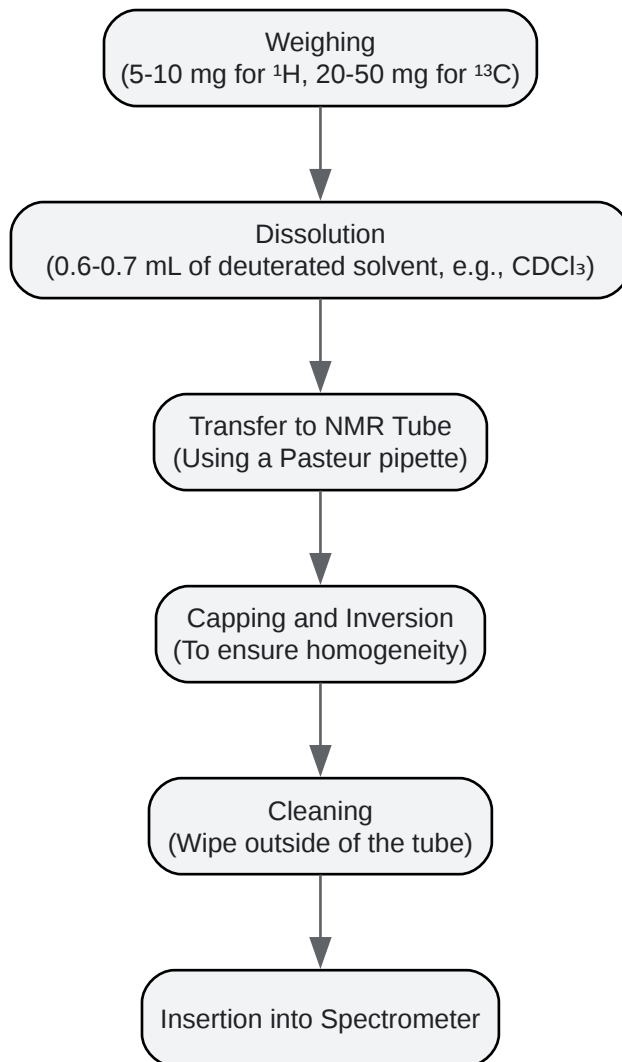 Weighing
(5-10 mg for ¹H, 20-50 mg for ¹³C)
Dissolution
(0.6-0.7 mL of deuterated solvent, e.g., CDCl₃)
Transfer to NMR Tube
(Using a Pasteur pipette)
Capping and Inversion
(To ensure homogeneity)
Cleaning
(Wipe outside of the tube)
Insertion into Spectrometer